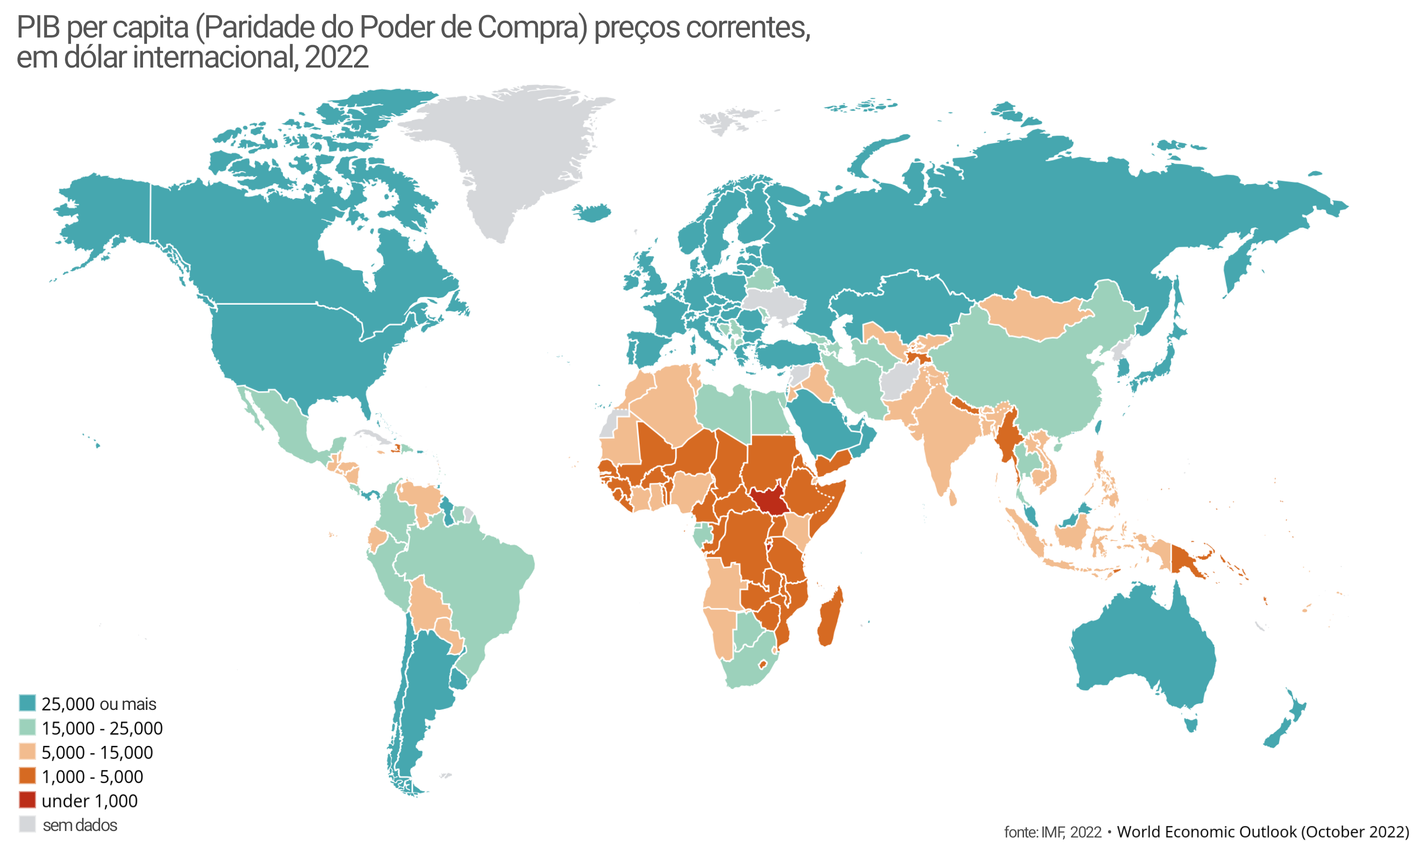 PIB per capita (Paridade do Poder de Compra) preços correntes,
em dólar internacional, 2022
25,000 ou mais
15,000 - 25,000
5,000 - 15,000
1,000 - 5,000
under 1,000
sem dados
fonte: IMF, 2022 • World Economic Outlook (October 2022)